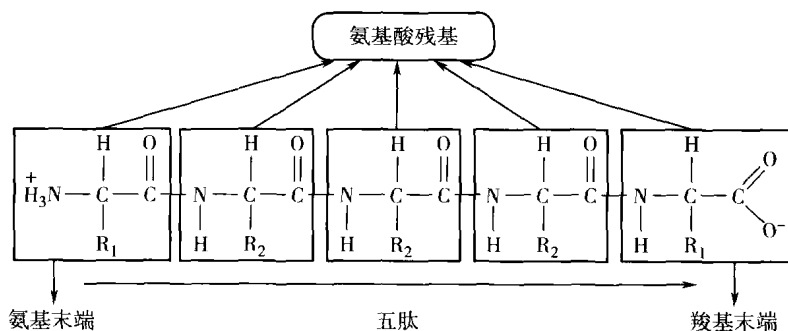 氨基酸残基
H O H O H O H O H O
+
H₃N C C N C C N C C N C C N C C
R₁ H R₂ H R₂ H R₂ H R₁ O⁻
氨基末端 五肽 羧基末端